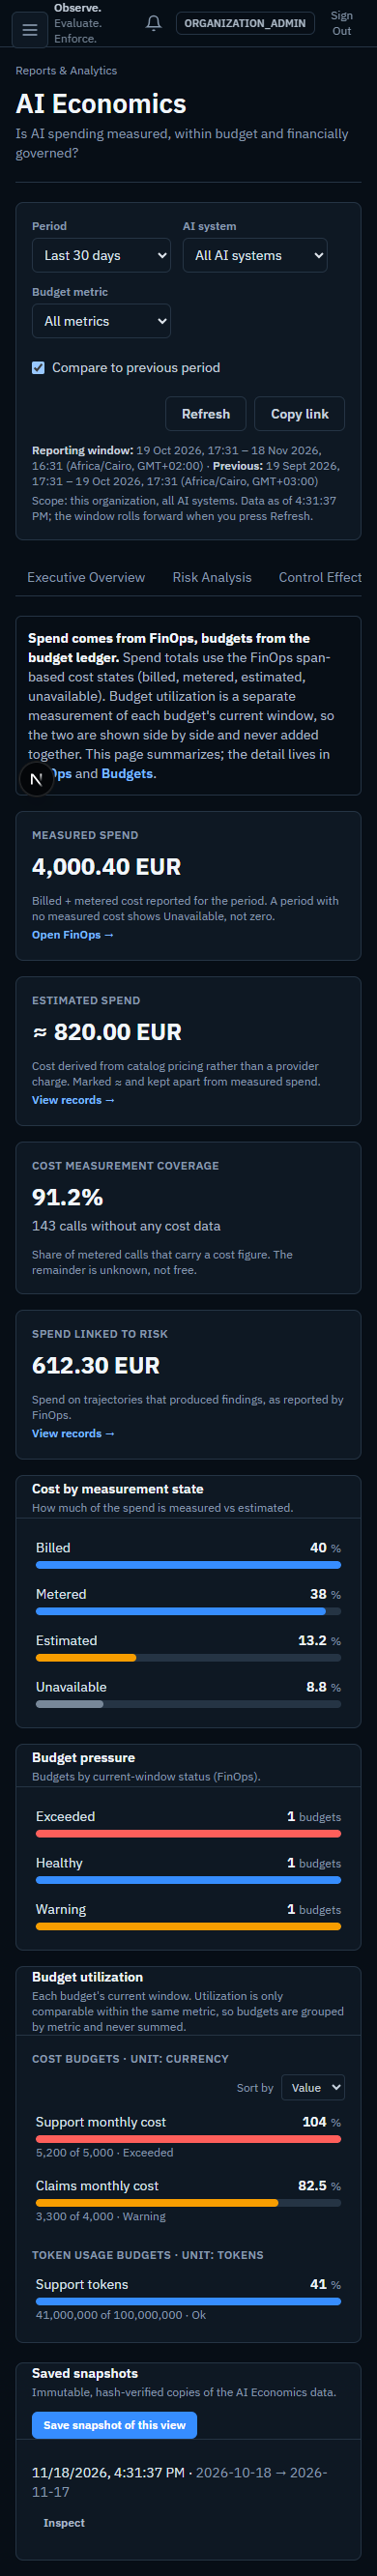 Observe.
Evaluate.
Enforce.
ORGANIZATION_ADMIN
Sign
Out
Reports & Analytics
AI Economics
Is AI spending measured, within budget and financially
governed?
Period
AI system
Last 30 days
All AI systems
Budget metric
All metrics
Compare to previous period
Refresh
Copy link
Reporting window: 19 Oct 2026, 17:31 – 18 Nov 2026,
16:31 (Africa/Cairo, GMT+02:00) · Previous: 19 Sept 2026,
17:31 – 19 Oct 2026, 17:31 (Africa/Cairo, GMT+03:00)
Scope: this organization, all AI systems. Data as of 4:31:37
PM; the window rolls forward when you press Refresh.
Executive Overview
Risk Analysis
Control Effect
Spend comes from FinOps, budgets from the
budget ledger. Spend totals use the FinOps span-
based cost states (billed, metered, estimated,
unavailable). Budget utilization is a separate
measurement of each budget's current window, so
the two are shown side by side and never added
together. This page summarizes; the detail lives in
Ops and Budgets.
N
MEASURED SPEND
4,000.40 EUR
Billed + metered cost reported for the period. A period with
no measured cost shows Unavailable, not zero.
Open FinOps →
ESTIMATED SPEND
≈ 820.00 EUR
Cost derived from catalog pricing rather than a provider
charge. Marked ≈ and kept apart from measured spend.
View records →
COST MEASUREMENT COVERAGE
91.2%
143 calls without any cost data
Share of metered calls that carry a cost figure. The
remainder is unknown, not free.
SPEND LINKED TO RISK
612.30 EUR
Spend on trajectories that produced findings, as reported by
FinOps.
View records →
Cost by measurement state
How much of the spend is measured vs estimated.
Billed 40 %
Metered 38 %
Estimated 13.2 %
Unavailable 8.8 %
Budget pressure
Budgets by current-window status (FinOps).
Exceeded 1 budgets
Healthy 1 budgets
Warning 1 budgets
Budget utilization
Each budget's current window. Utilization is only
comparable within the same metric, so budgets are grouped
by metric and never summed.
COST BUDGETS · UNIT: CURRENCY
Sort by Value
Support monthly cost 104 %
5,200 of 5,000 · Exceeded
Claims monthly cost 82.5 %
3,300 of 4,000 · Warning
TOKEN USAGE BUDGETS · UNIT: TOKENS
Support tokens 41 %
41,000,000 of 100,000,000 · Ok
Saved snapshots
Immutable, hash-verified copies of the AI Economics data.
Save snapshot of this view
11/18/2026, 4:31:37 PM · 2026-10-18 → 2026-
11-17
Inspect